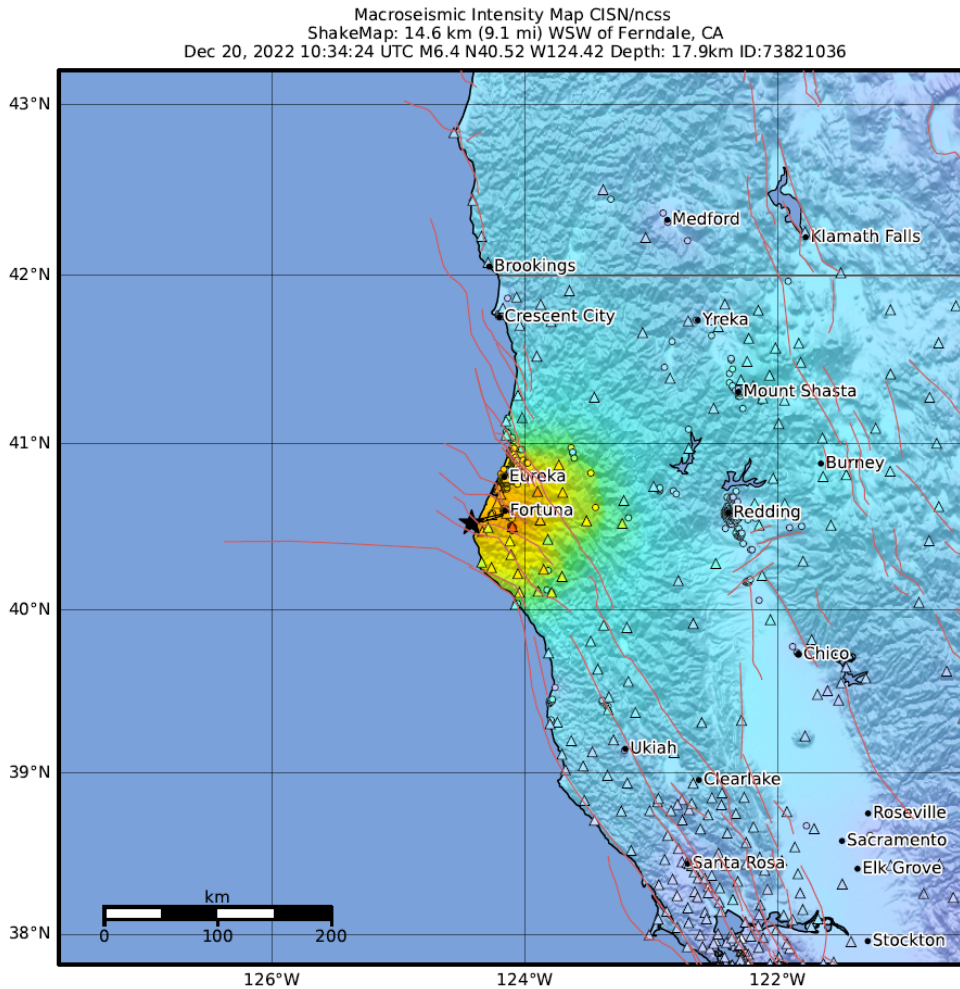 Macroseismic Intensity Map CISN/ncss
ShakeMap: 14.6 km (9.1 mi) WSW of Ferndale, CA
Dec 20, 2022 10:34:24 UTC M6.4 N40.52 W124.42 Depth: 17.9km ID:73821036
43°N
Medford
Klamath Falls
42°N
Brookings
Crescent City
Yreka
Mount Shasta
41°N
Burney
Eureka
Fortuna
Redding
40°N
Chico
Ukiah
39°N
Clearlake
Roseville
Sacramento
Santa Rosa
Elk Grove
km
0 100 200
38°N
Stockton
126°W 124°W 122°W